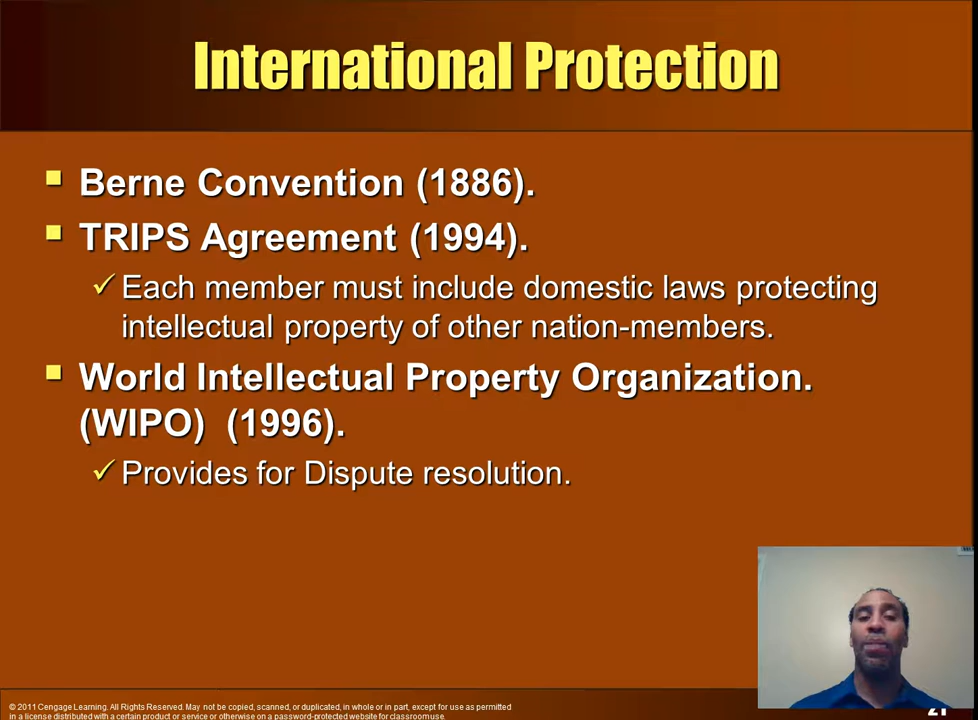 International Protection
Berne Convention (1886).
TRIPS Agreement (1994).
Each member must include domestic laws protecting
intellectual property of other nation-members.
World Intellectual Property Organization.
(WIPO) (1996).
Provides for Dispute resolution.
© 2011 Cengage Learning. All Rights Reserved. May not be copied, scanned, or duplicated, in whole or in part, except for use as permitted
in a license distributed with a certain product or service or otherwise on a password-protected website for classroom use.